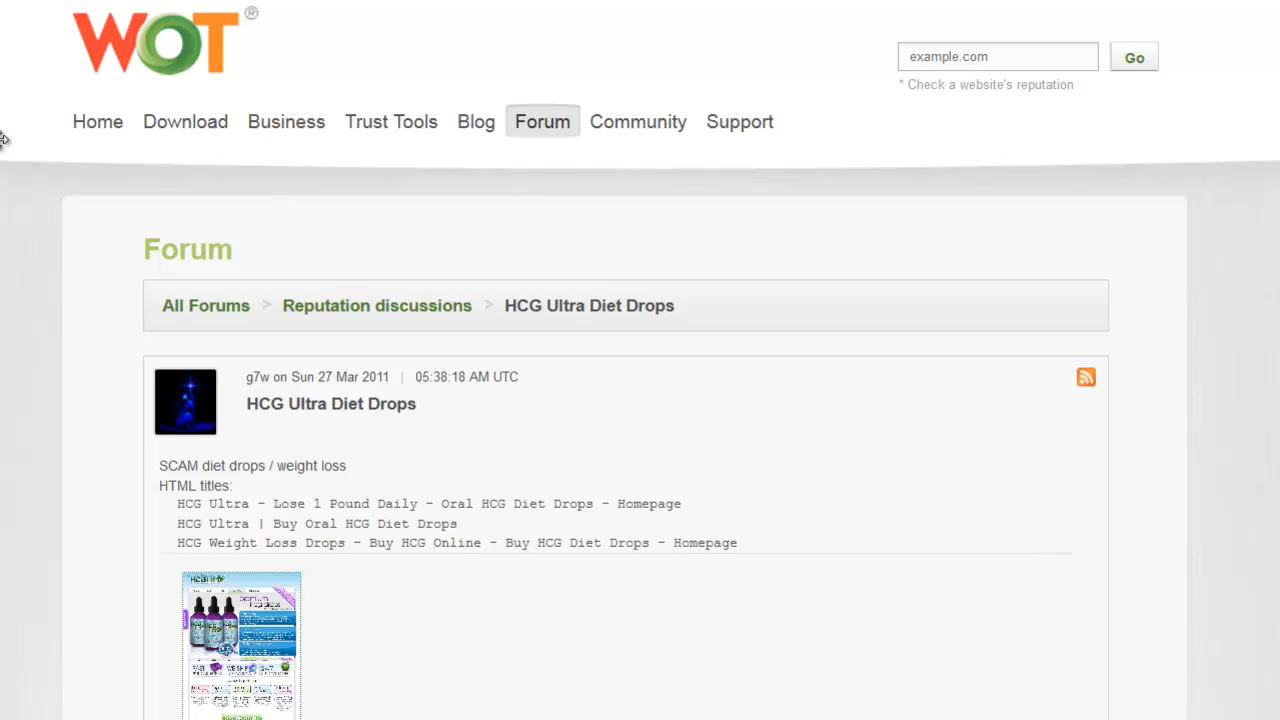 WOT ®
example.com
Go
* Check a website's reputation
Home Download Business Trust Tools Blog Forum Community Support
Forum
All Forums > Reputation discussions > HCG Ultra Diet Drops
g7w on Sun 27 Mar 2011 | 05:38:18 AM UTC
HCG Ultra Diet Drops
SCAM diet drops / weight loss
HTML titles:
HCG Ultra - Lose 1 Pound Daily - Oral HCG Diet Drops - Homepage
HCG Ultra | Buy Oral HCG Diet Drops
HCG Weight Loss Drops - Buy HCG Online - Buy HCG Diet Drops - Homepage